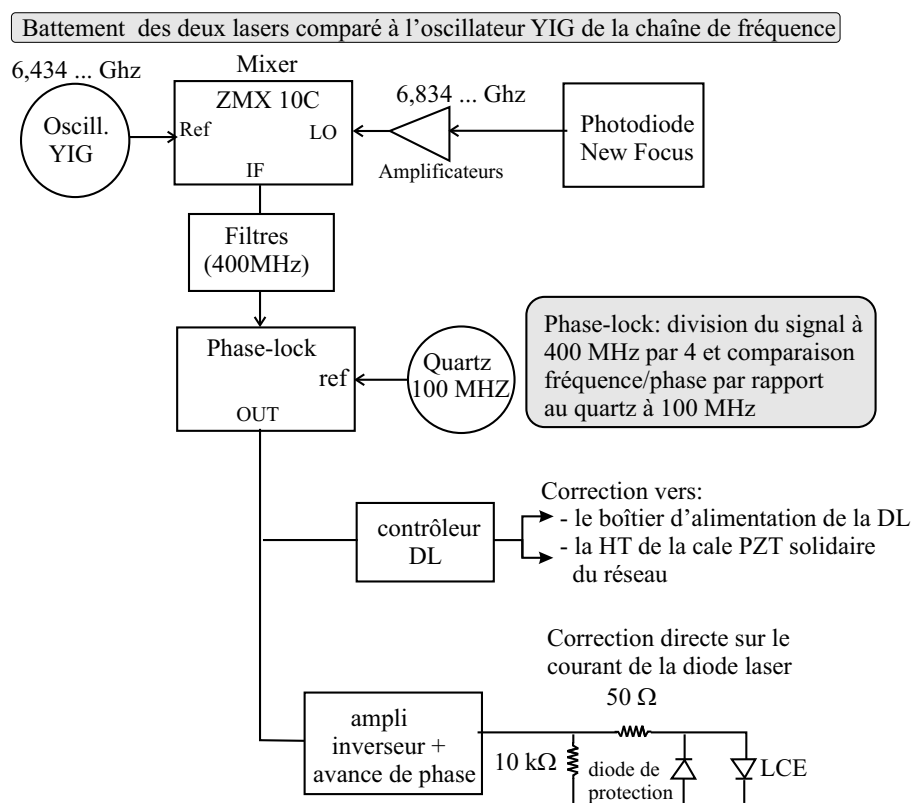 Battement des deux lasers comparé à l'oscillateur YIG de la chaîne de fréquence
6,434 ... Ghz
Mixer
ZMX 10C
6,834 ... Ghz
Oscill.
YIG
Ref
LO
IF
Amplificateurs
Photodiode
New Focus
Filtres
(400MHz)
Phase-lock
ref
OUT
Quartz
100 MHZ
Phase-lock: division du signal à
400 MHz par 4 et comparaison
fréquence/phase par rapport
au quartz à 100 MHz
contrôleur
DL
Correction vers:
- le boîtier d'alimentation de la DL
- la HT de la cale PZT solidaire
du réseau
Correction directe sur le
courant de la diode laser
50 Ω
ampli
inverseur +
avance de phase
10 kΩ
diode de
protection
LCE